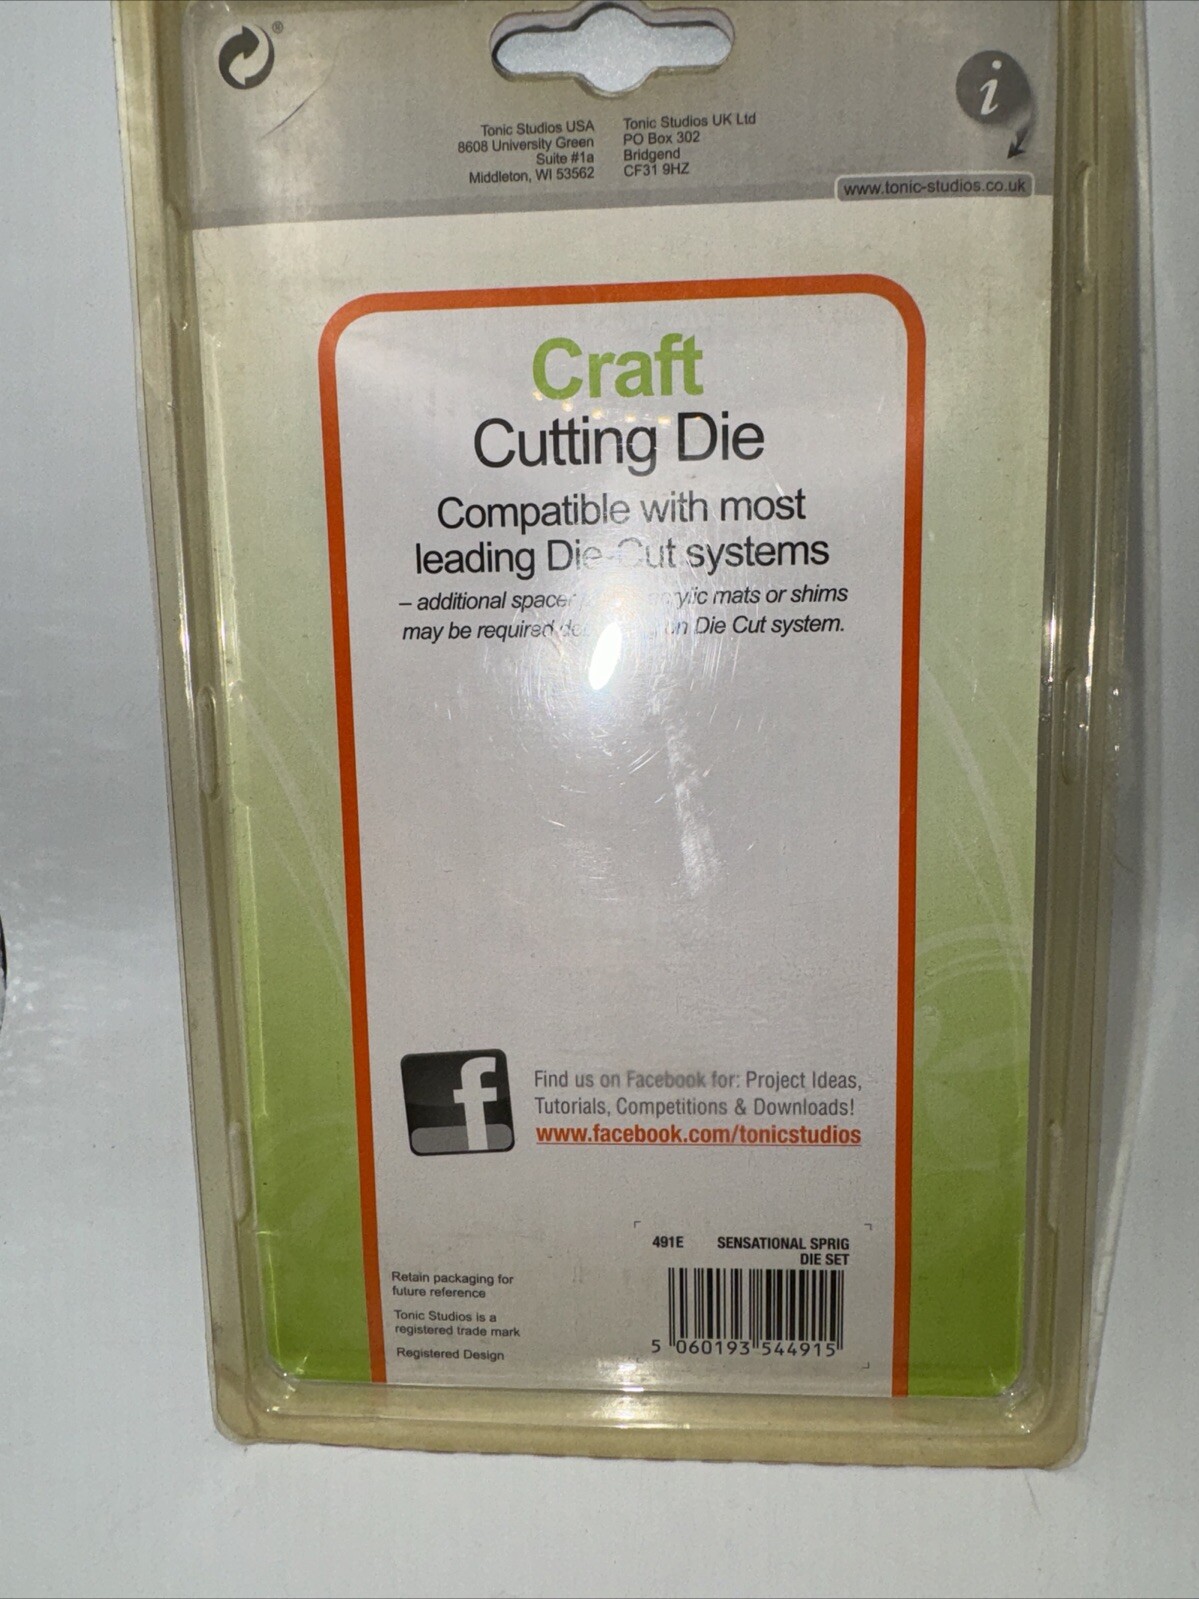 ®
Tonic Studios USA
8608 University Green
Suite #1a
Middleton, WI 53562
Tonic Studios UK Ltd
PO Box 302
Bridgend
CF31 9HZ
i
www.tonic-studios.co.uk
Craft
Cutting Die
Compatible with most
leading Die-Cut systems
– additional spacer mats or shims
may be required on Die Cut system.
f
Find us on Facebook for: Project Ideas,
Tutorials, Competitions & Downloads!
www.facebook.com/tonicstudios
491E SENSATIONAL SPRIG
DIE SET
5 060193 544915
Retain packaging for
future reference
Tonic Studios is a
registered trade mark
Registered Design